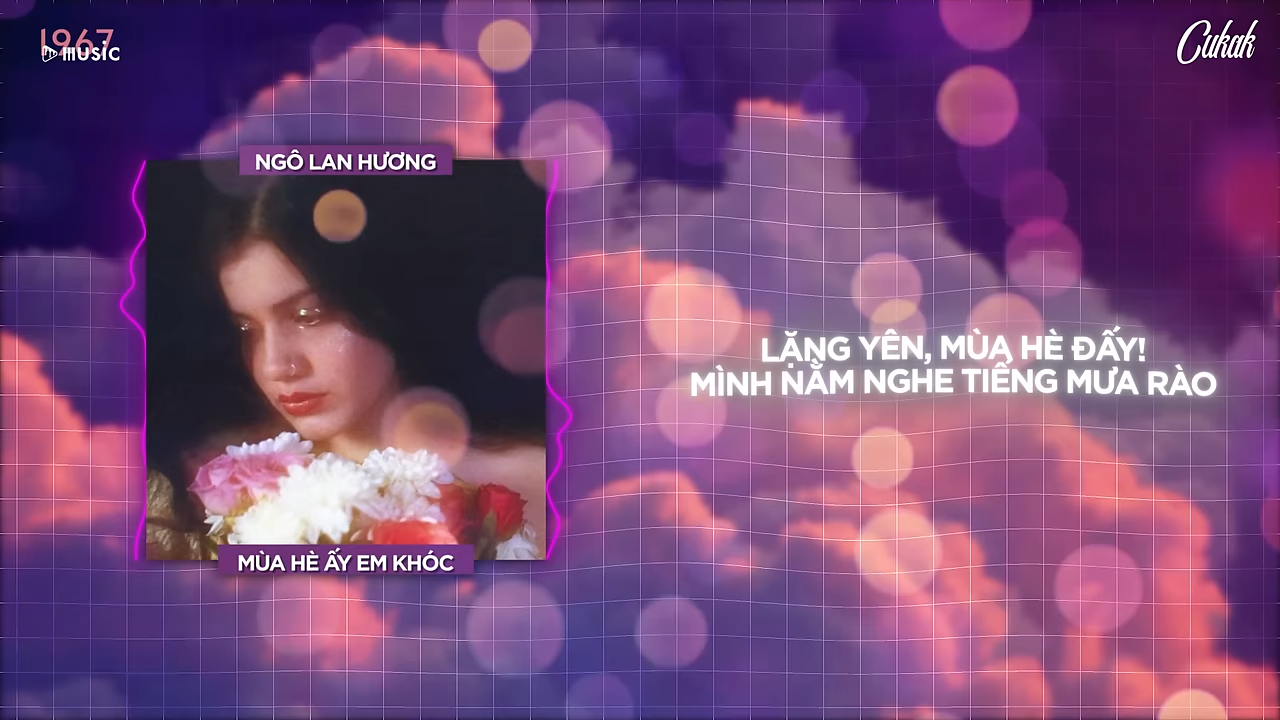 1967
MUSIC
Cukak
NGÔ LAN HƯƠNG
LẶNG YÊN, MÙA HÈ ĐẤY!
MÌNH NẰM NGHE TIẾNG MƯA RÀO
MÙA HÈ ẤY EM KHÓC